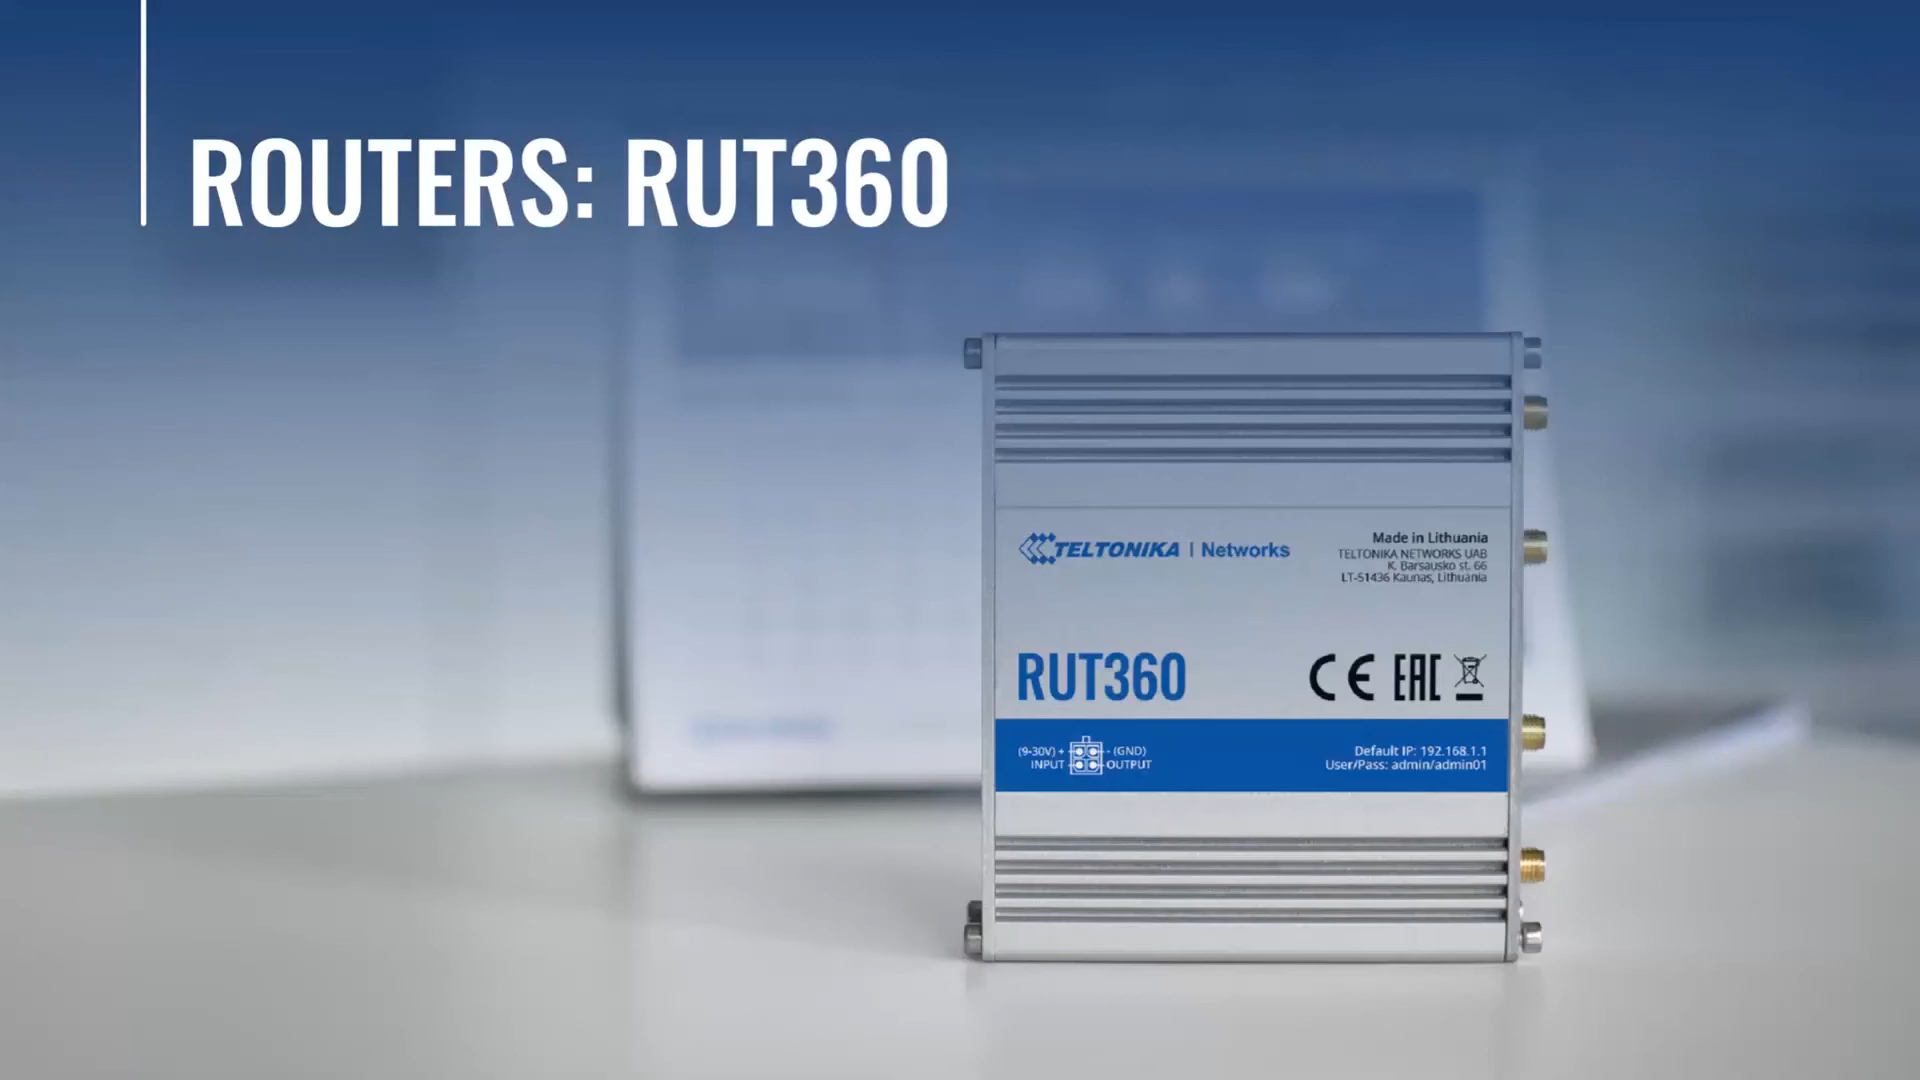 ROUTERS: RUT360
TELTONIKA | Networks
Made in Lithuania
TELTONIKA NETWORKS UAB
K. Barsausko st. 66
LT-51436 Kaunas, Lithuania
RUT360
CE EAC
(9-30V) + - (GND)
INPUT OUTPUT
Default IP: 192.168.1.1
User/Pass: admin/admin01